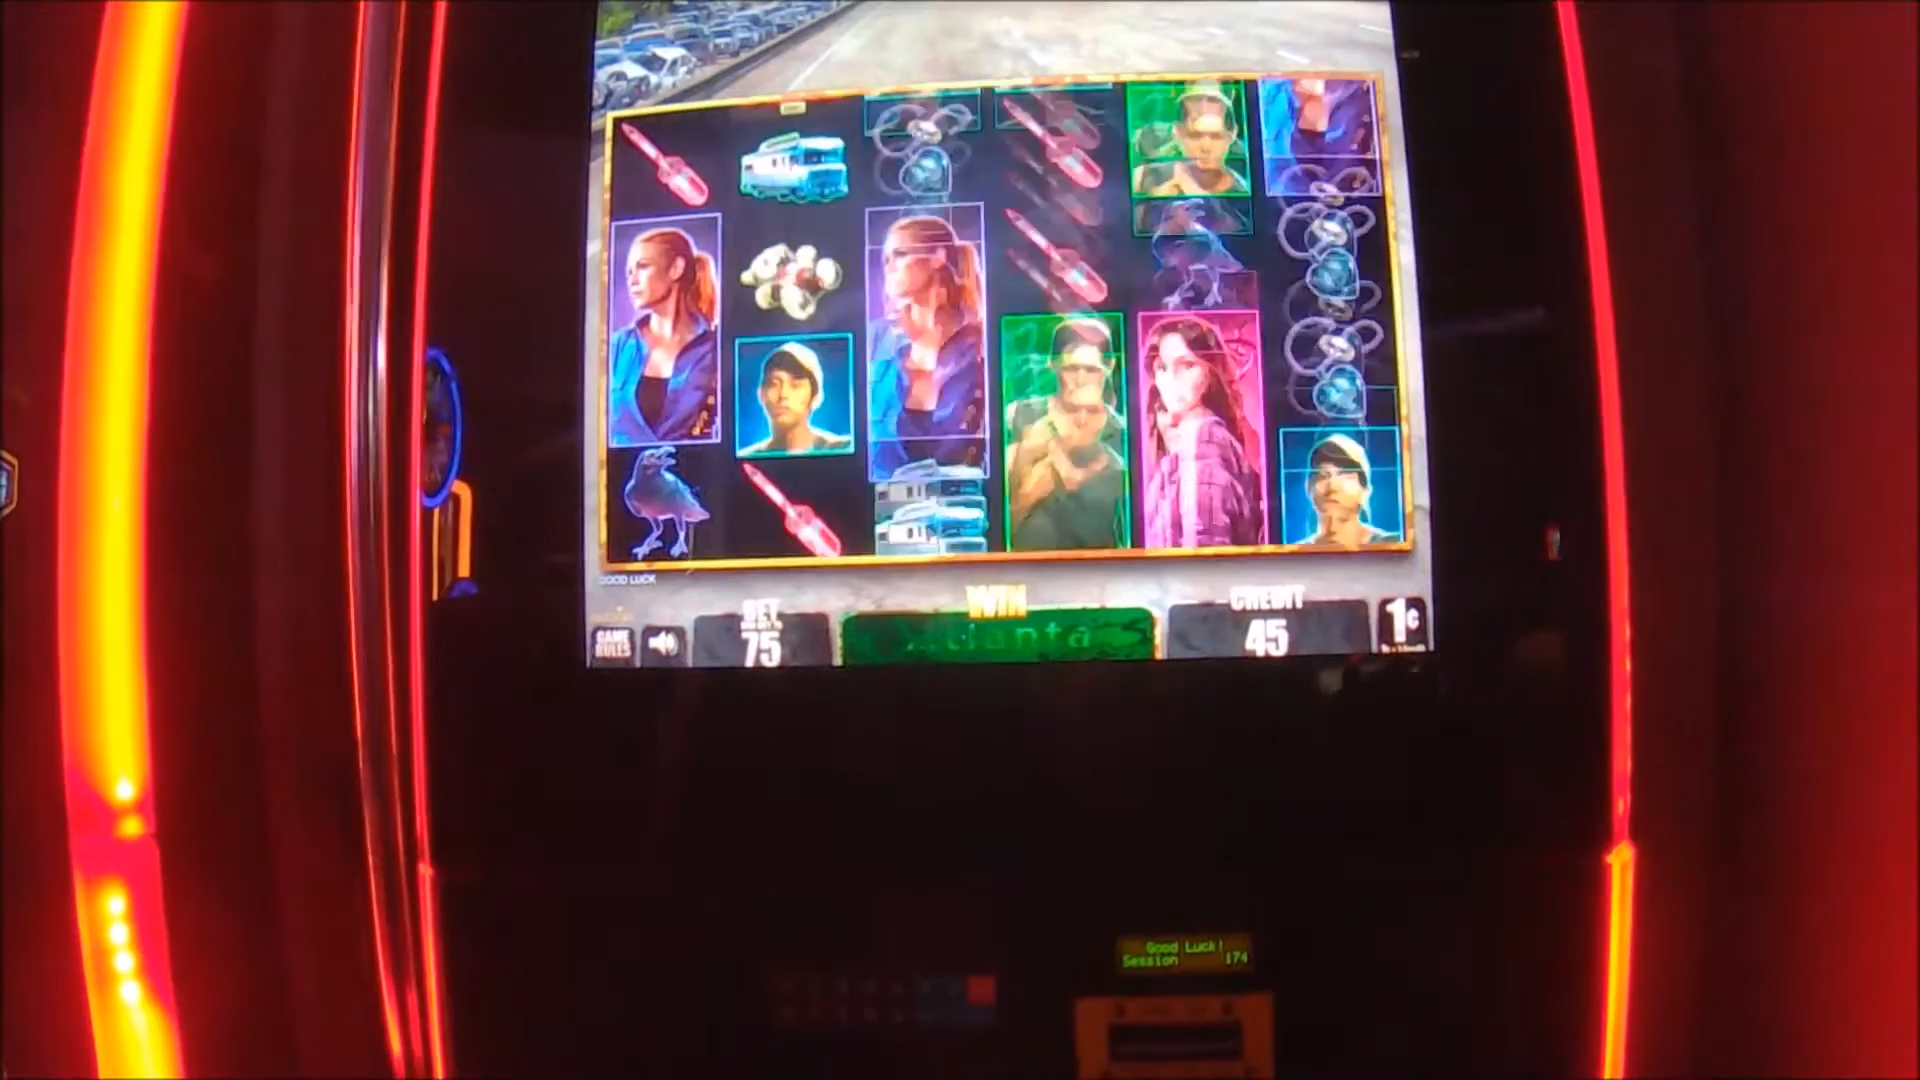 GOOD LUCK
GAME
RULES
BET
75
WIN
Atlanta
CREDIT
45
1¢
Good Luck!
Session 174